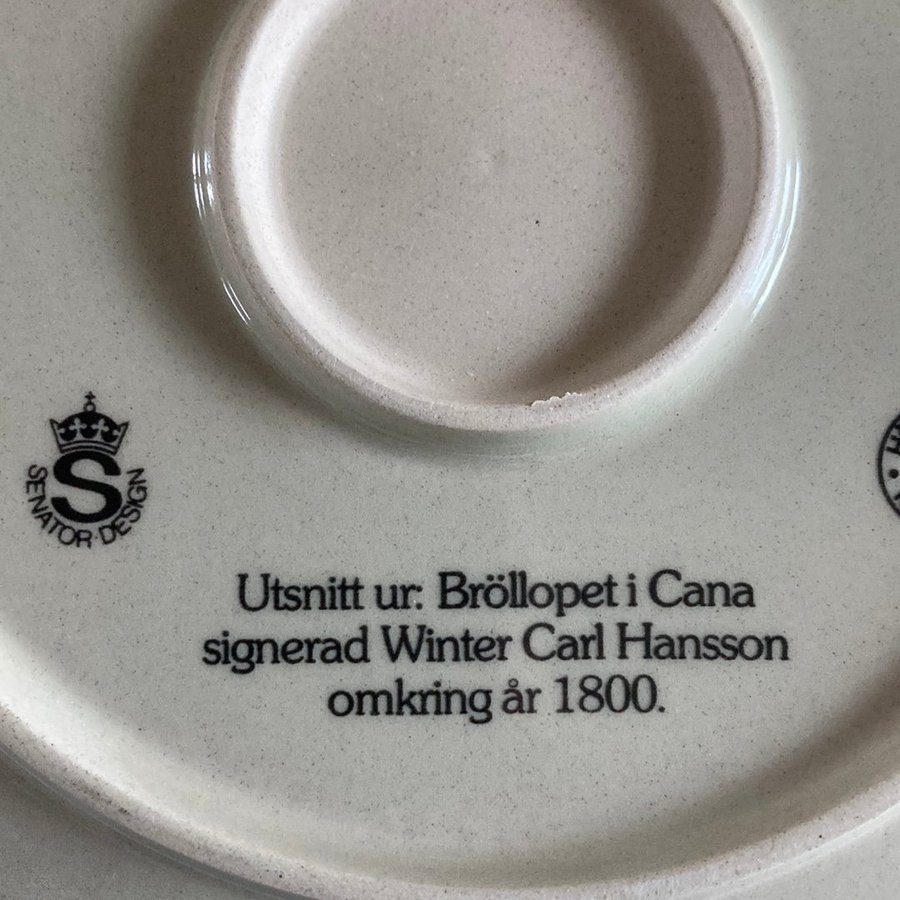 S
SENATOR·DESIGN
Utsnitt ur: Bröllopet i Cana
signerad Winter Carl Hansson
omkring år 1800.